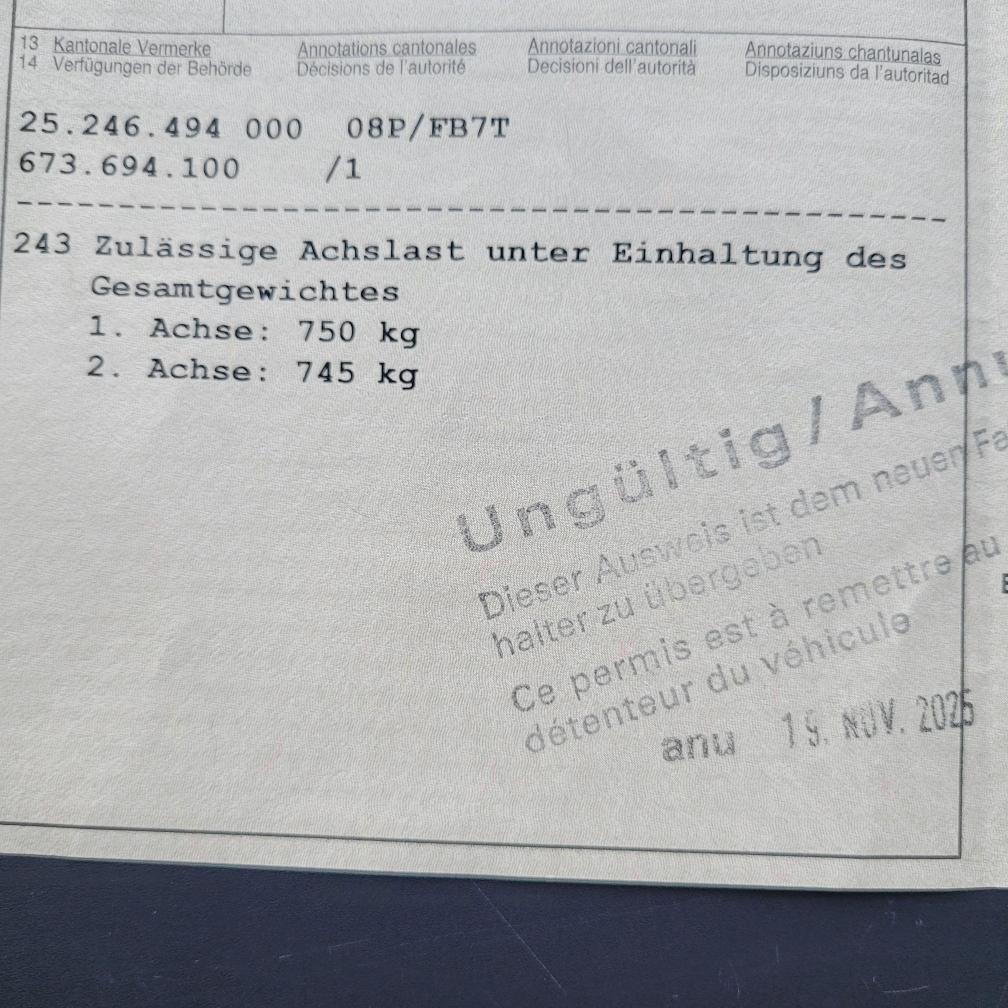 13 Kantonale Vermerke Annotations cantonales Annotazioni cantonali Annotaziuns chantunalas
14 Verfügungen der Behörde Décisions de l'autorité Decisioni dell'autorità Disposiziuns da l'autoritad
25.246.494 000 08P/FB7T
673.694.100 /1
243 Zulässige Achslast unter Einhaltung des
Gesamtgewichtes
1. Achse: 750 kg
2. Achse: 745 kg
Ungültig/Annu
Dieser Ausweis ist dem neuen Fa
halter zu übergeben
Ce permis est à remettre au
détenteur du véhicule
anu 19. NOV. 2025